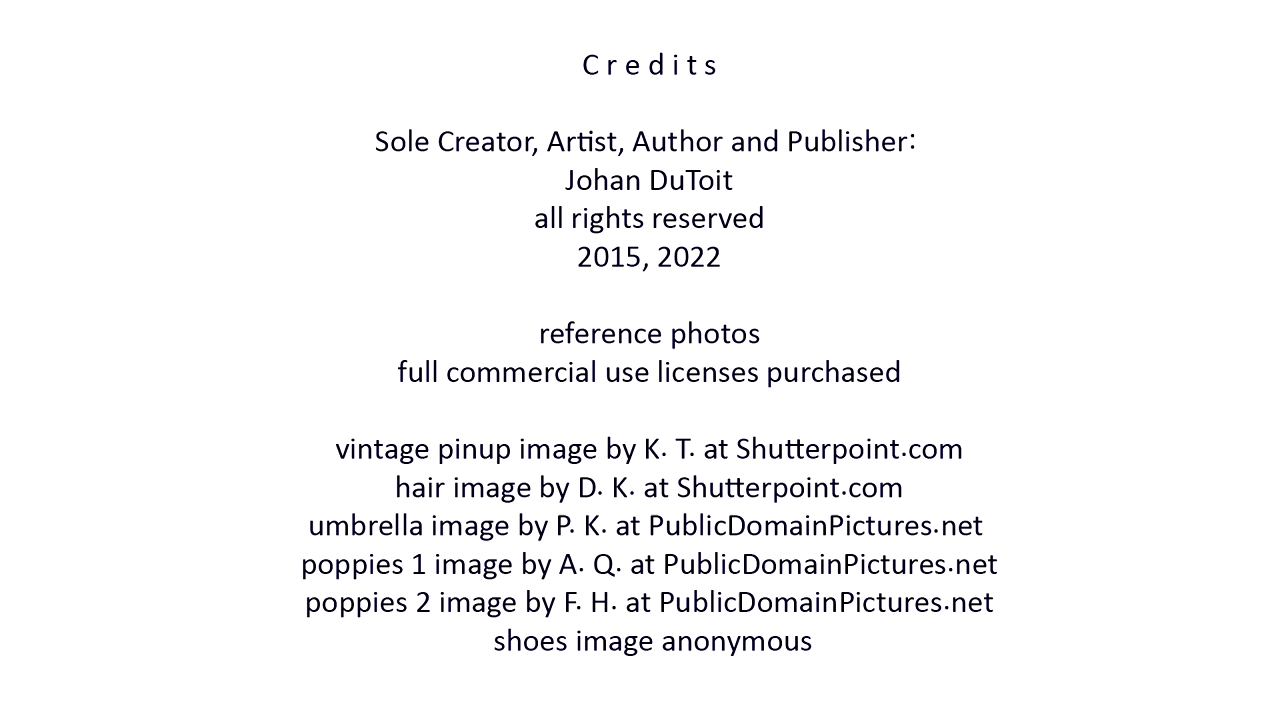 Credits
Sole Creator, Artist, Author and Publisher:
Johan DuToit
all rights reserved
2015, 2022
reference photos
full commercial use licenses purchased
vintage pinup image by K. T. at Shutterpoint.com
hair image by D. K. at Shutterpoint.com
umbrella image by P. K. at PublicDomainPictures.net
poppies 1 image by A. Q. at PublicDomainPictures.net
poppies 2 image by F. H. at PublicDomainPictures.net
shoes image anonymous